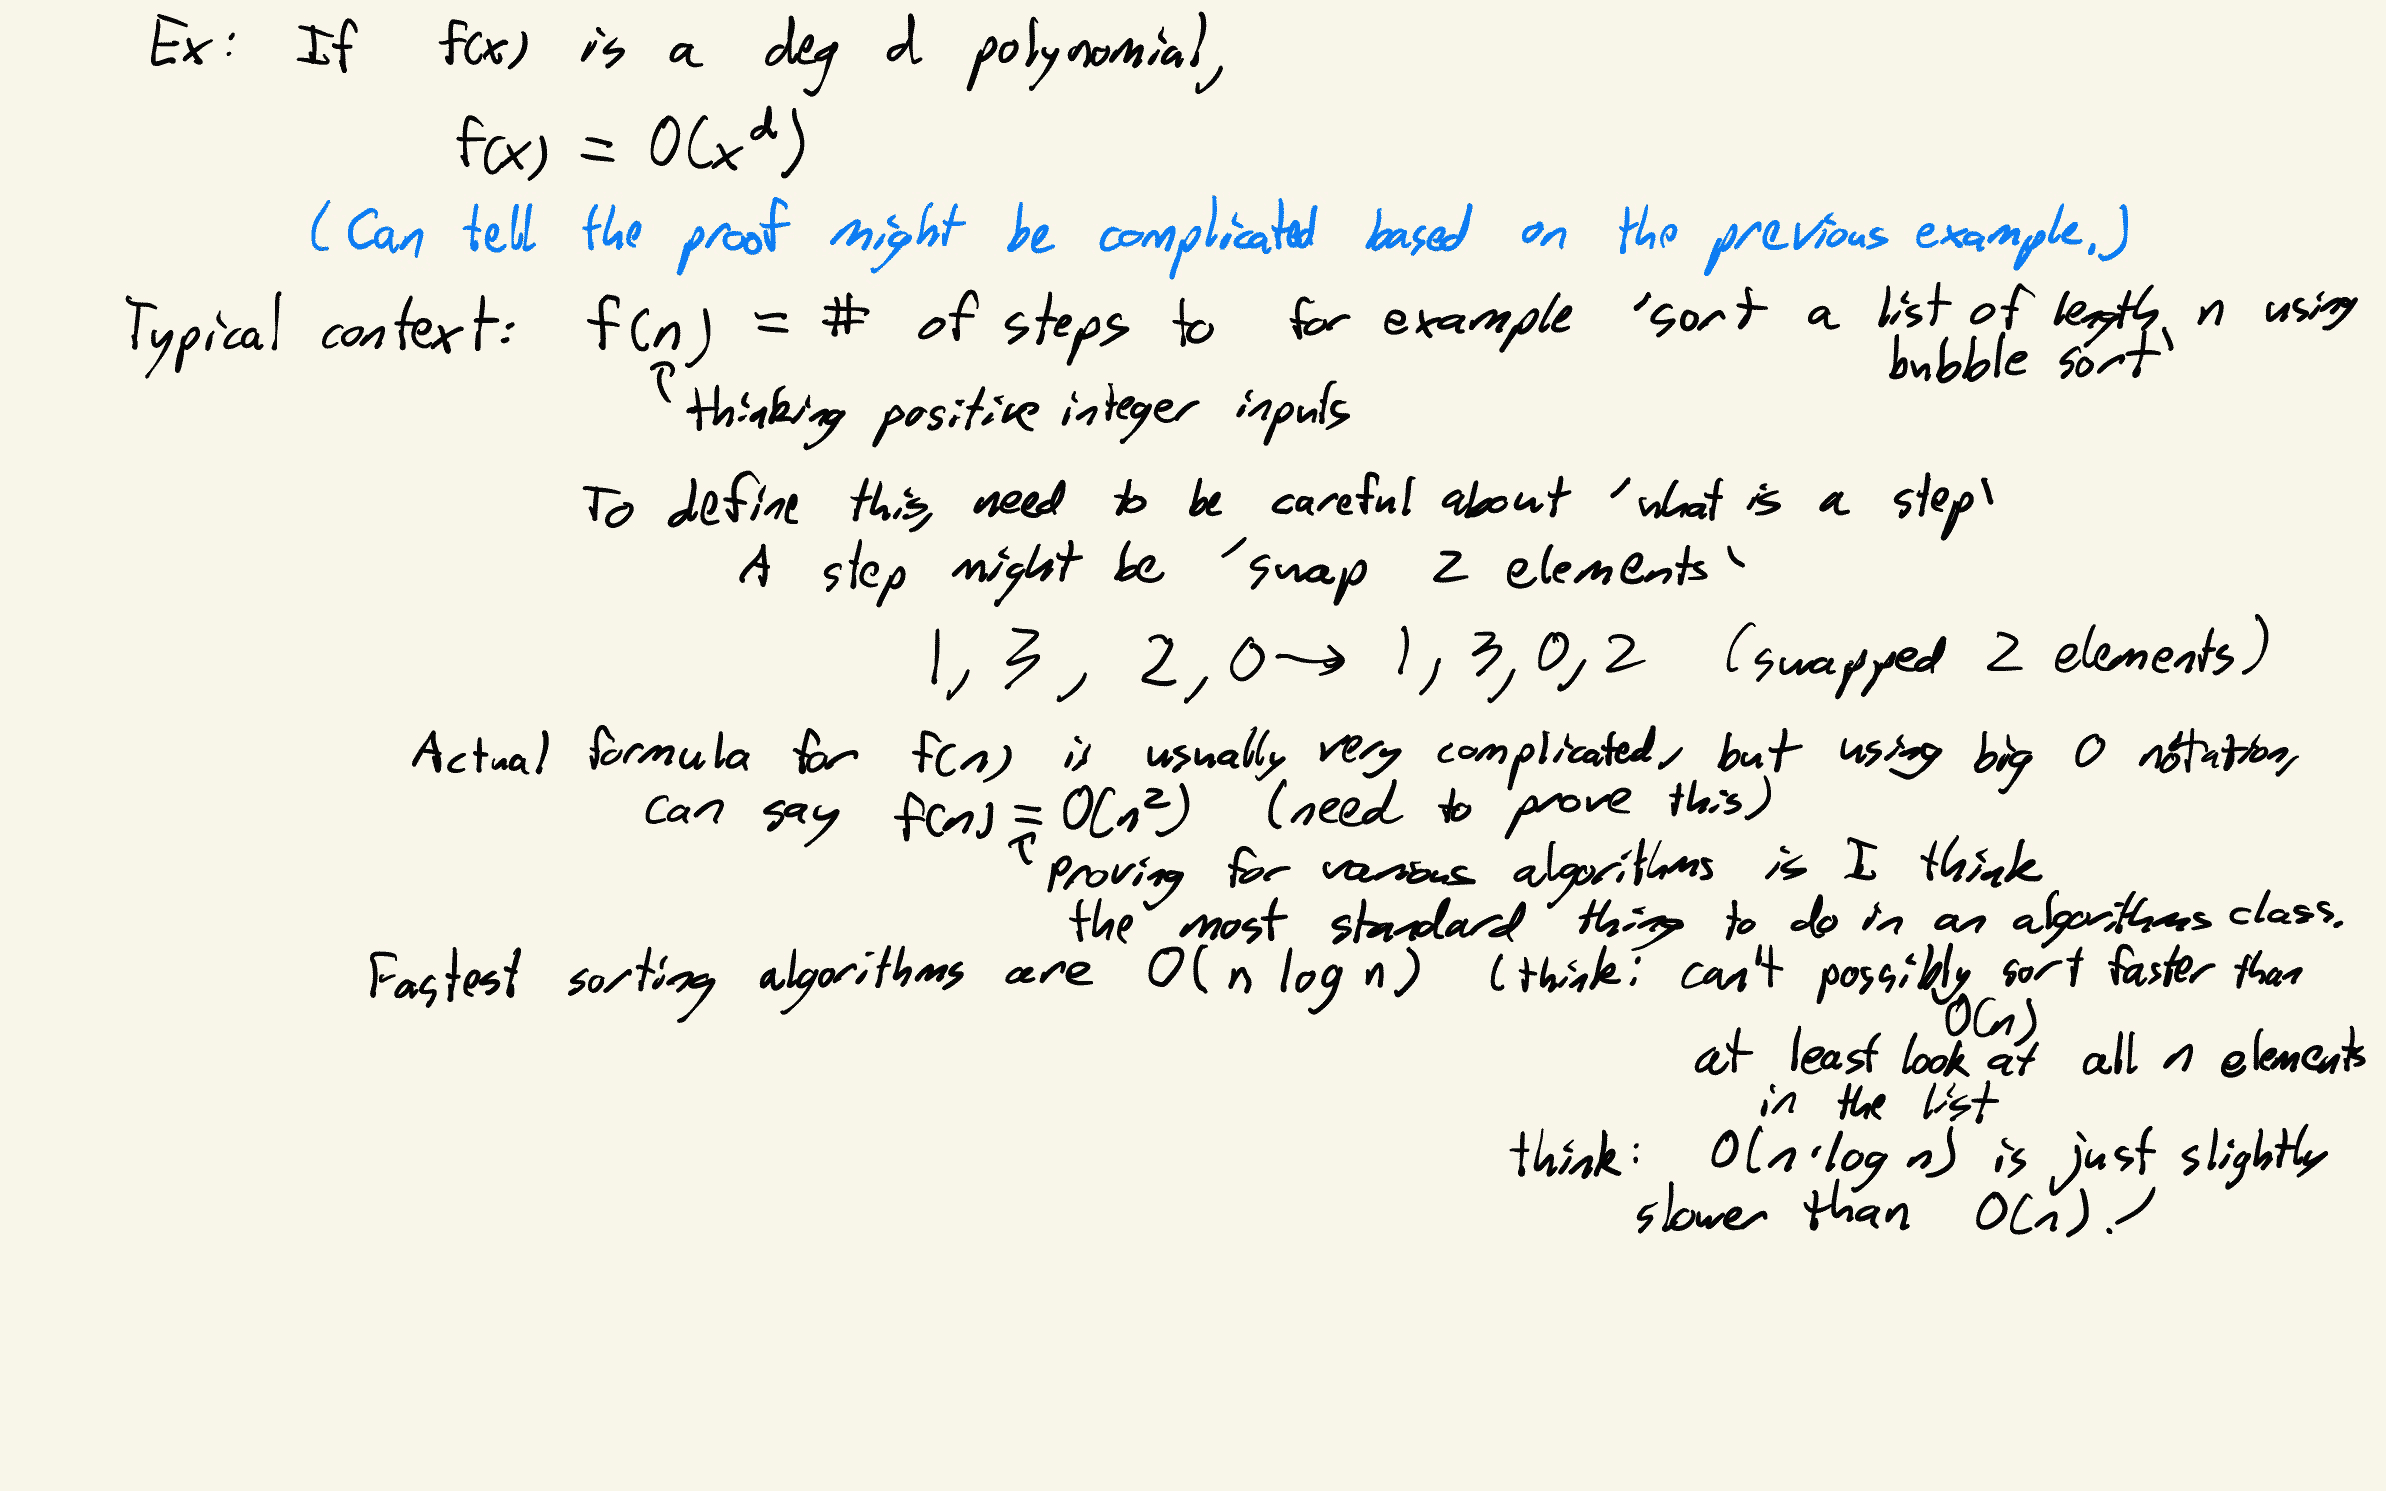 Ex: If f(x) is a deg d polynomial,
f(x) = O(x^d)
(Can tell the proof might be complicated based on the previous example.)
Typical context: f(n) = # of steps to for example 'sort a list of length n using
bubble sort'
thinking positive integer inputs
To define this, need to be careful about 'what is a step'
A step might be 'swap 2 elements'
1, 3, 2, 0 → 1, 3, 0, 2 (swapped 2 elements)
Actual formula for f(n) is usually very complicated, but using big O notation,
can say f(n) = O(n²) (need to prove this)
proving for various algorithms is I think
the most standard thing to do in an algorithms class.
Fastest sorting algorithms are O(n log n) (think: can't possibly sort faster than
O(n)
at least look at all n elements
in the list
think: O(n·log n) is just slightly
slower than O(n).)